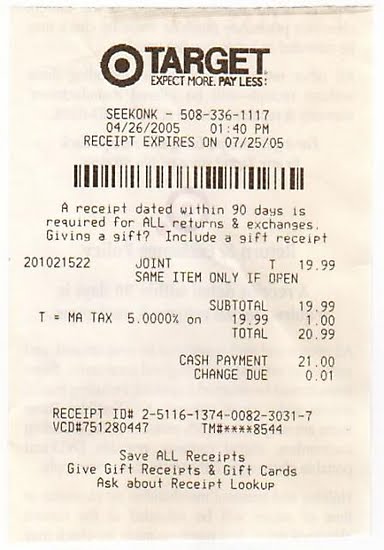 TARGET
EXPECT MORE. PAY LESS.
SEEKONK - 508-336-1117
04/26/2005 01:40 PM
RECEIPT EXPIRES ON 07/25/05
A receipt dated within 90 days is
required for ALL returns & exchanges.
Giving a gift? Include a gift receipt
201021522 JOINT T 19.99
SAME ITEM ONLY IF OPEN
SUBTOTAL 19.99
T = MA TAX 5.0000% on 19.99 1.00
TOTAL 20.99
CASH PAYMENT 21.00
CHANGE DUE 0.01
RECEIPT ID# 2-5116-1374-0082-3031-7
VCD#751280447 TM#****8544
Save ALL Receipts
Give Gift Receipts & Gift Cards
Ask about Receipt Lookup